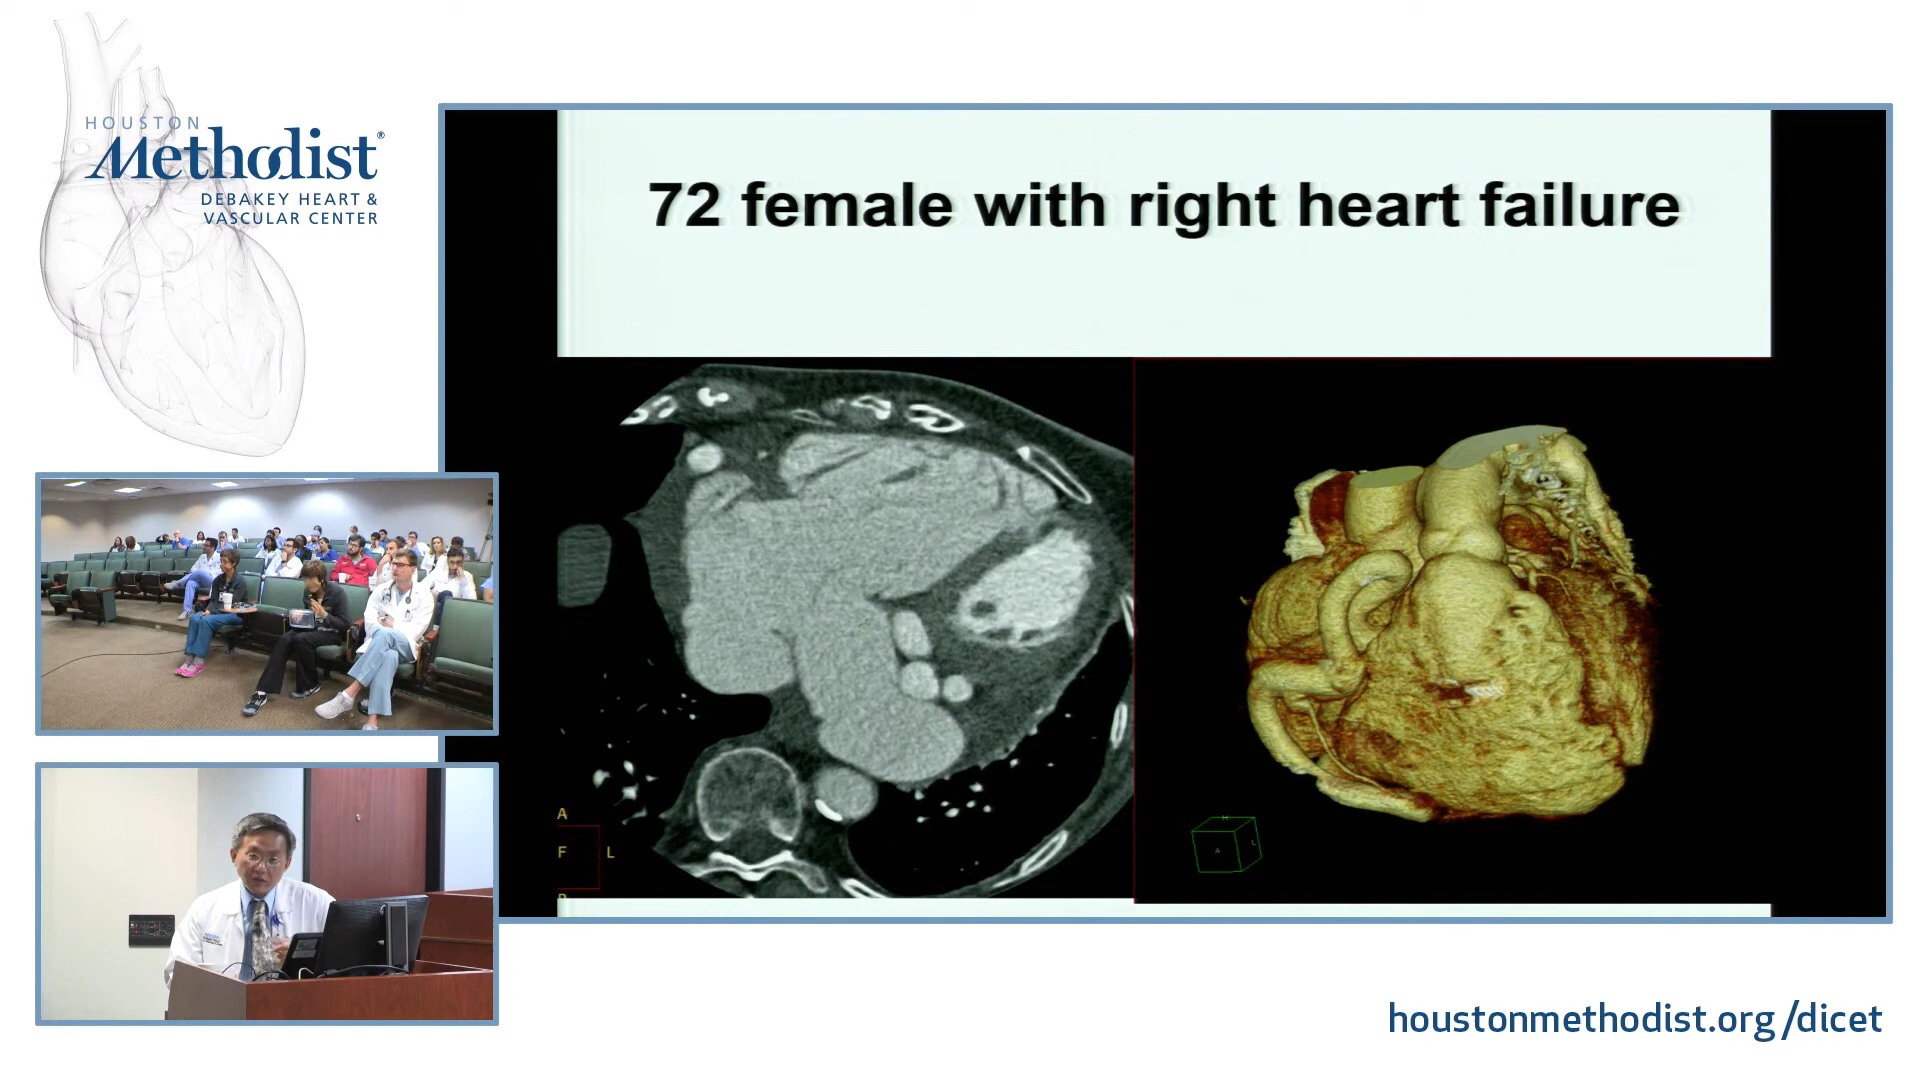 HOUSTON
Methodist®
DEBAKEY HEART &
VASCULAR CENTER
72 female with right heart failure
A
F L
H
A L
houstonmethodist.org/dicet